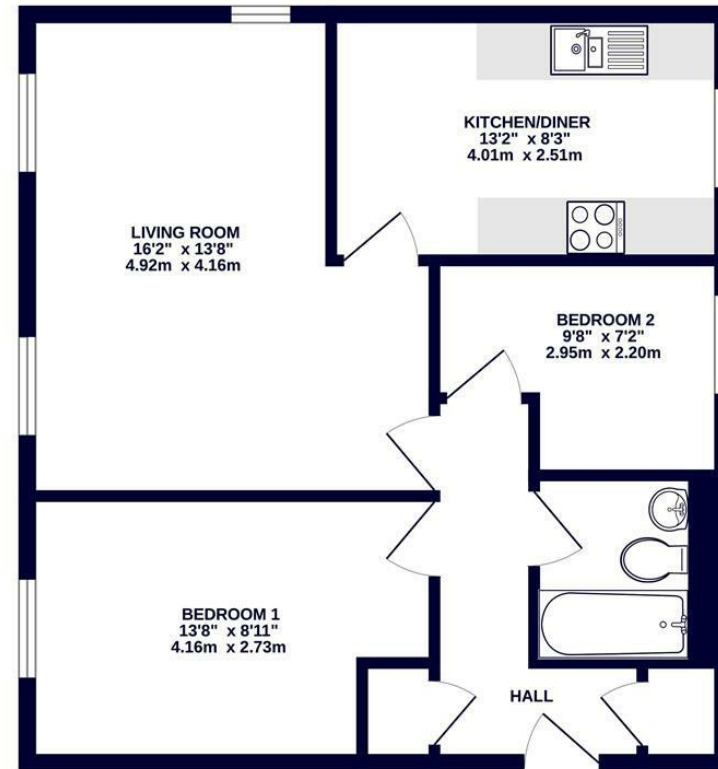 KITCHEN/DINER
13'2" x 8'3"
4.01m x 2.51m
LIVING ROOM
16'2" x 13'8"
4.92m x 4.16m
BEDROOM 2
9'8" x 7'2"
2.95m x 2.20m
BEDROOM 1
13'8" x 8'11"
4.16m x 2.73m
HALL